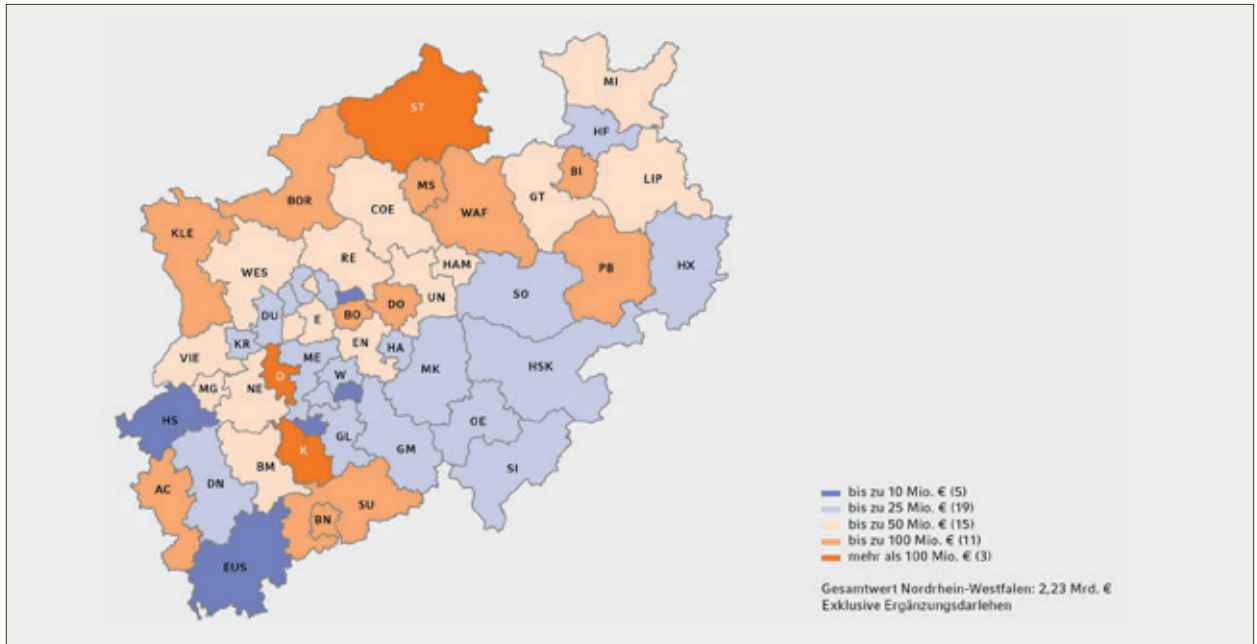 MI
ST
HF
BI
LIP
MS
GT
BOR
COE
WAF
KLE
RE
HAM
PB
HX
WES
UN
SO
DO
DU
E
BO
EN
HA
KR
ME
VIE
HSK
MK
W
D
MG
NE
HS
OE
GL
K
GM
BM
SI
DN
AC
SU
BN
EUS
bis zu 10 Mio. € (5)
bis zu 25 Mio. € (19)
bis zu 50 Mio. € (15)
bis zu 100 Mio. € (11)
mehr als 100 Mio. € (3)
Gesamtwert Nordrhein-Westfalen: 2,23 Mrd. €
Exklusive Ergänzungsdarlehen